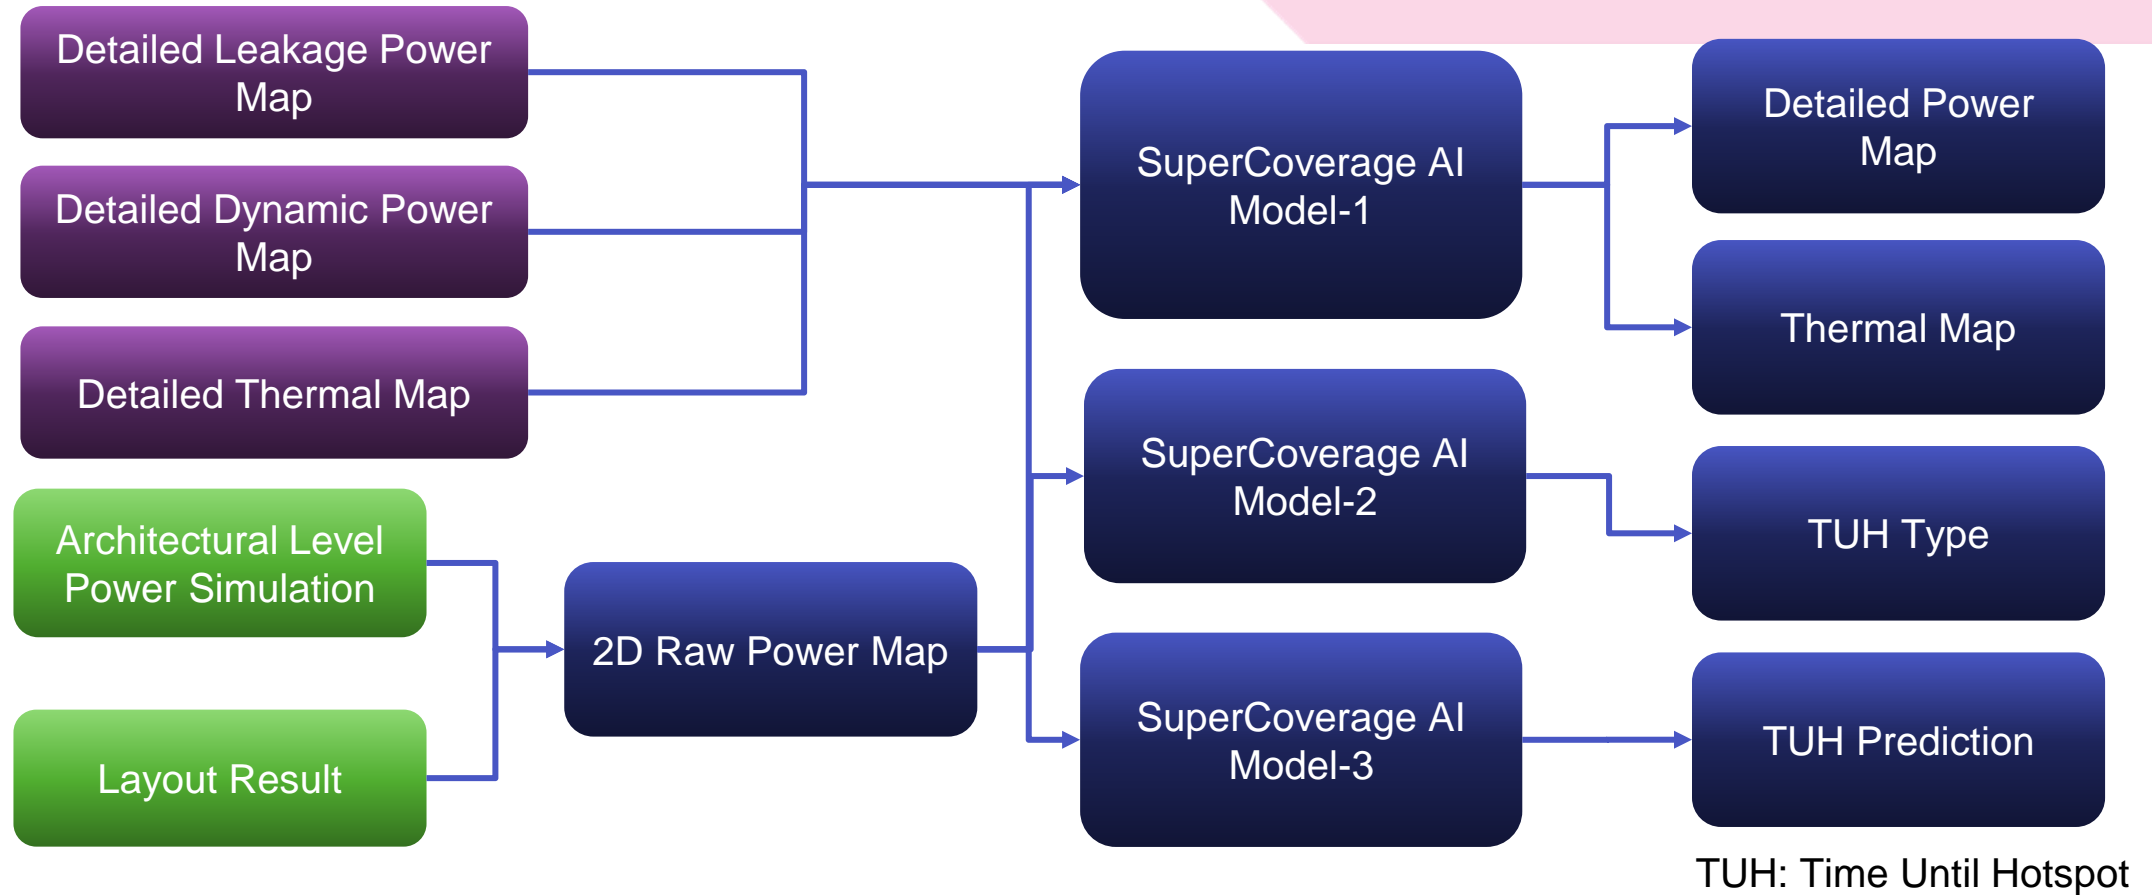 Detailed Leakage Power
Map
Detailed Dynamic Power
Map
Detailed Thermal Map
Architectural Level
Power Simulation
Layout Result
2D Raw Power Map
SuperCoverage AI
Model-1
SuperCoverage AI
Model-2
SuperCoverage AI
Model-3
Detailed Power
Map
Thermal Map
TUH Type
TUH Prediction
TUH: Time Until Hotspot